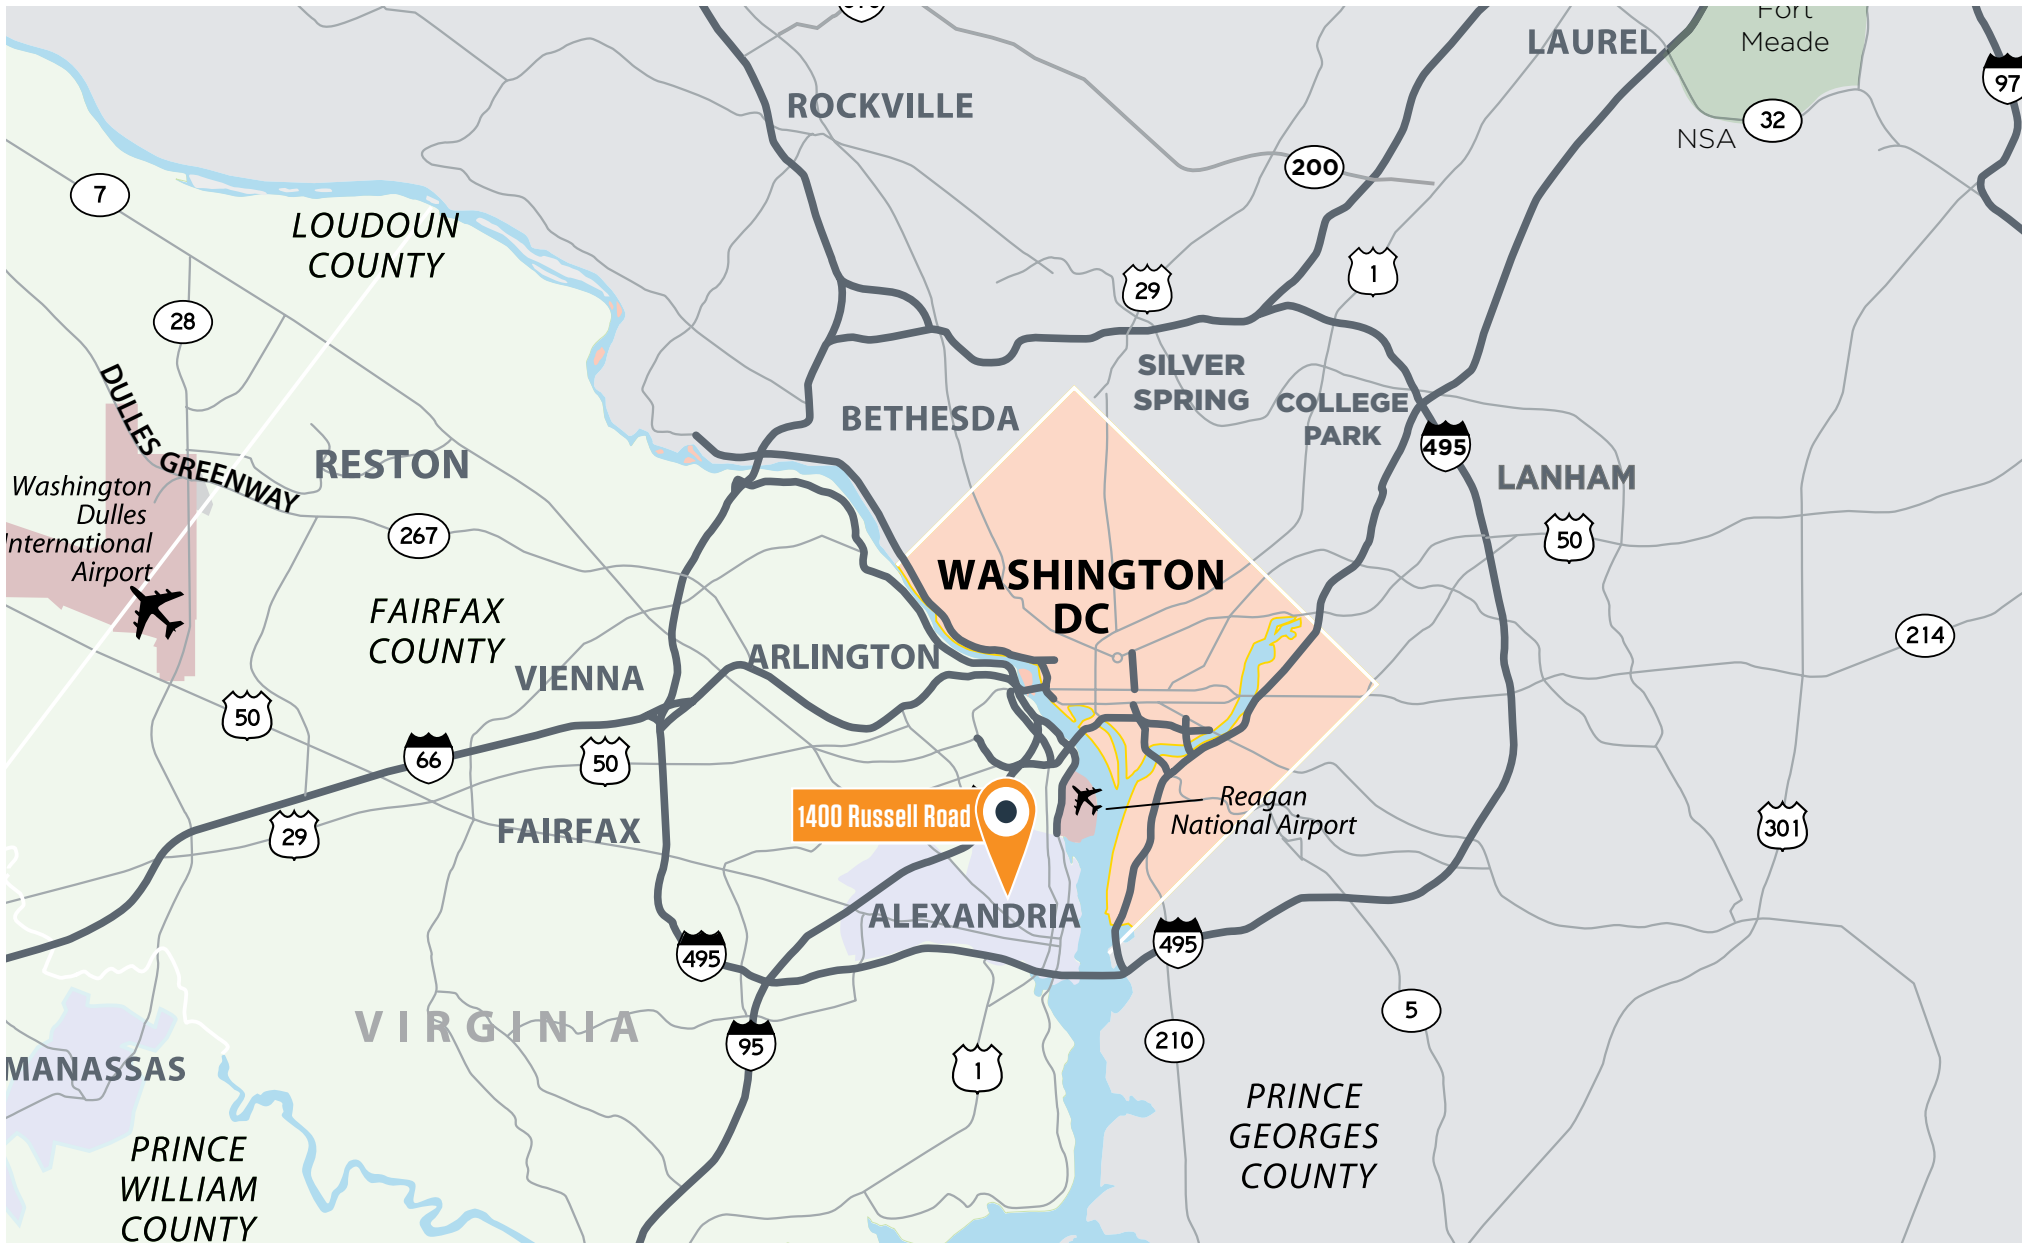 Fort
Meade
LAUREL
97
ROCKVILLE
32
NSA
200
7
LOUDOUN
COUNTY
1
29
28
SILVER
SPRING
COLLEGE
PARK
BETHESDA
495
DULLES GREENWAY
RESTON
LANHAM
Washington
Dulles
International
Airport
267
50
WASHINGTON
DC
FAIRFAX
COUNTY
214
ARLINGTON
VIENNA
50
66
50
Reagan
National Airport
1400 Russell Road
301
29
FAIRFAX
ALEXANDRIA
495
495
VIRGINIA
5
95
210
1
MANASSAS
PRINCE
GEORGES
COUNTY
PRINCE
WILLIAM
COUNTY